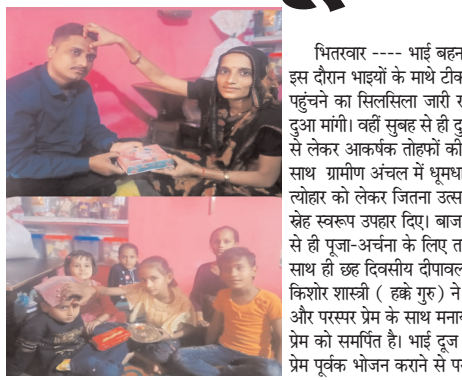 भितरवार ---- भाई बहन
इस दौरान भाइयों के माथे टीक
पहुंचने का सिलसिला जारी र
दुआ मांगी। वहीं सुबह से ही दु
से लेकर आकर्षक तोहफों की
साथ ग्रामीण अंचल में धूमधा
त्योहार को लेकर जितना उत्स
स्नेह स्वरूप उपहार दिए। बाज
से ही पूजा-अर्चना के लिए त
साथ ही छह दिवसीय दीपावल
किशोर शास्त्री ( हक्के गुरु) ने
और परस्पर प्रेम के साथ मनाय
प्रेम को समर्पित है। भाई दूज
प्रेम पूर्वक भोजन कराने से प